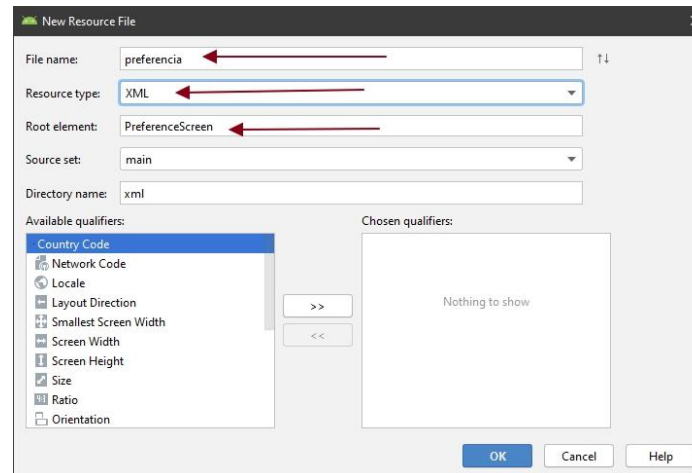 New Resource File
File name: preferencia
Resource type: XML
Root element: PreferenceScreen
Source set: main
Directory name: xml
Available qualifiers: Chosen qualifiers:
Country Code
Network Code
Locale
Layout Direction
Smallest Screen Width
Screen Width
Screen Height
Size
Ratio
Orientation
>>
<<
Nothing to show
OK Cancel Help